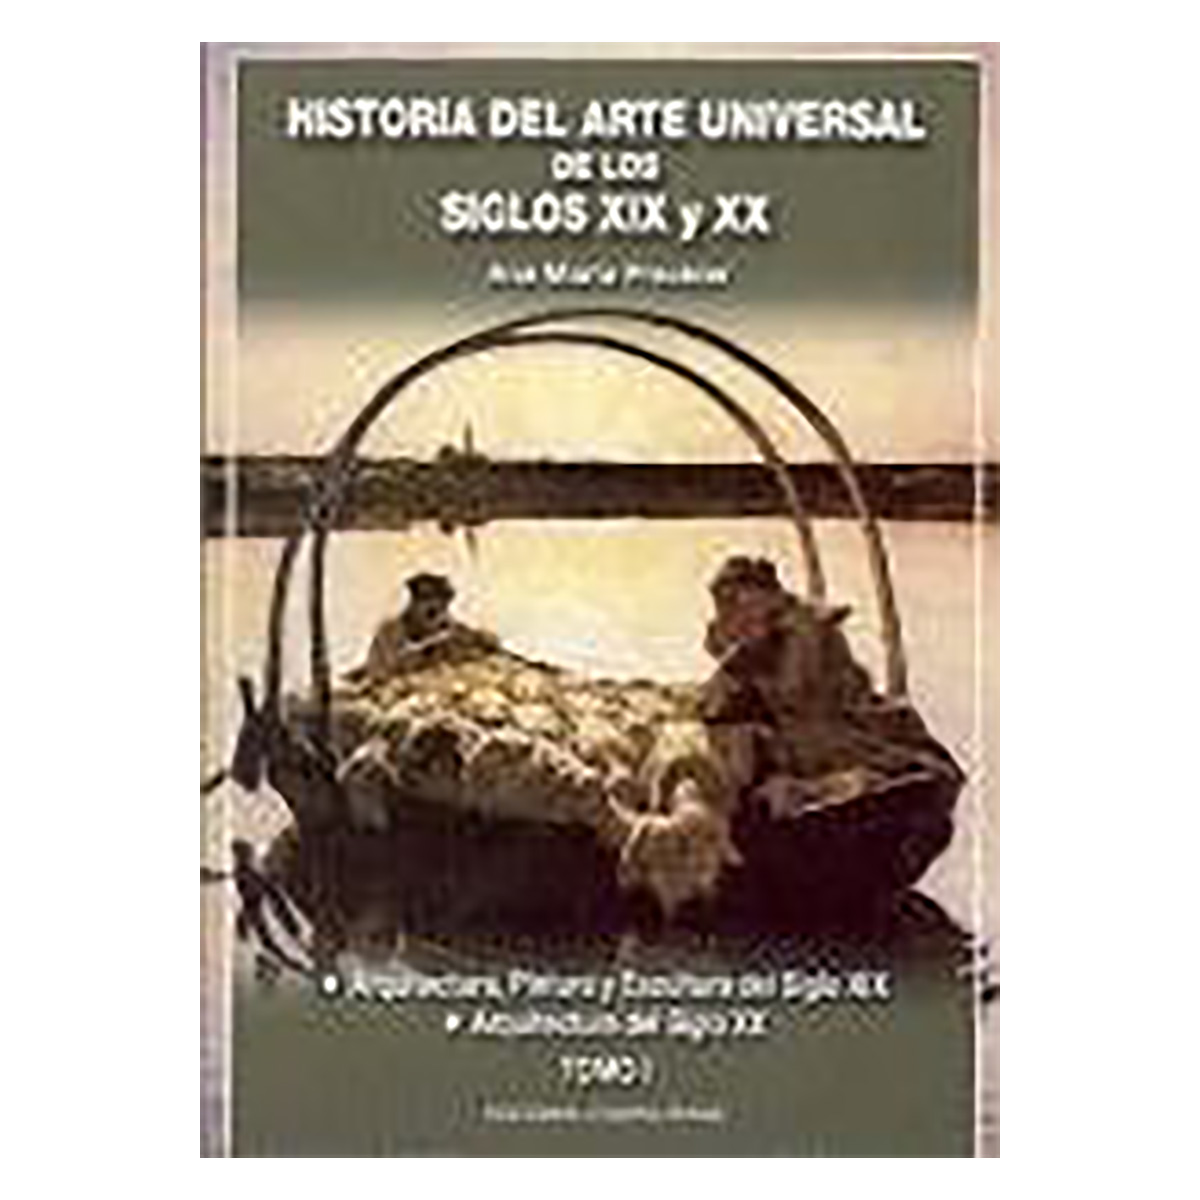 HISTORIA DEL ARTE UNIVERSAL
DE LOS
SIGLOS XIX y XX
Ana María Preckler
• Arquitectura, Pintura y Escultura del Siglo XIX
• Arquitectura del Siglo XX
TOMO I